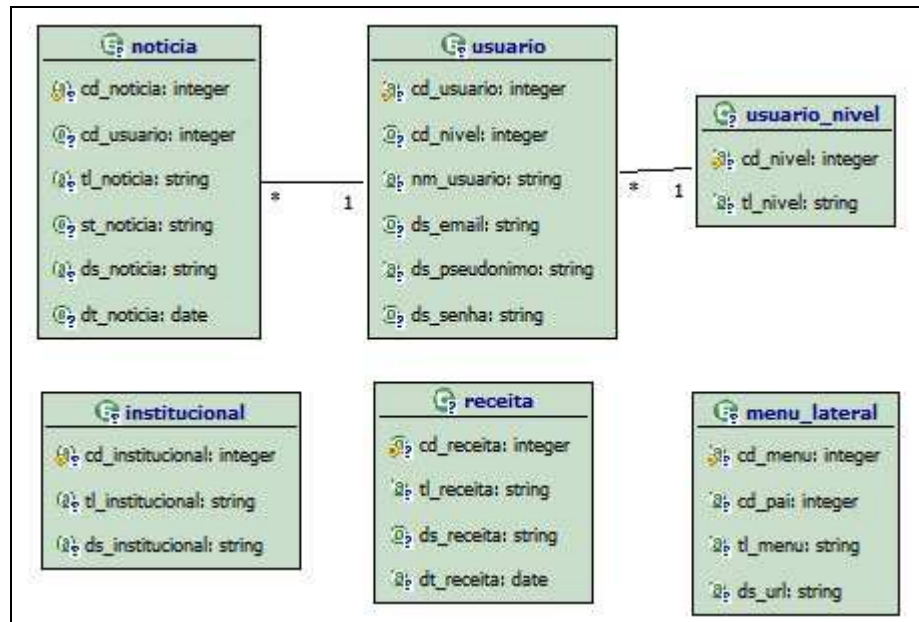 noticia
cd_noticia: integer
cd_usuario: integer
tl_noticia: string
st_noticia: string
ds_noticia: string
dt_noticia: date
*
1
usuario
cd_usuario: integer
cd_nivel: integer
nm_usuario: string
ds_email: string
ds_pseudonimo: string
ds_senha: string
*
1
usuario_nivel
cd_nivel: integer
tl_nivel: string
institucional
cd_institucional: integer
tl_institucional: string
ds_institucional: string
receita
cd_receita: integer
tl_receita: string
ds_receita: string
dt_receita: date
menu_lateral
cd_menu: integer
cd_pai: integer
tl_menu: string
ds_url: string